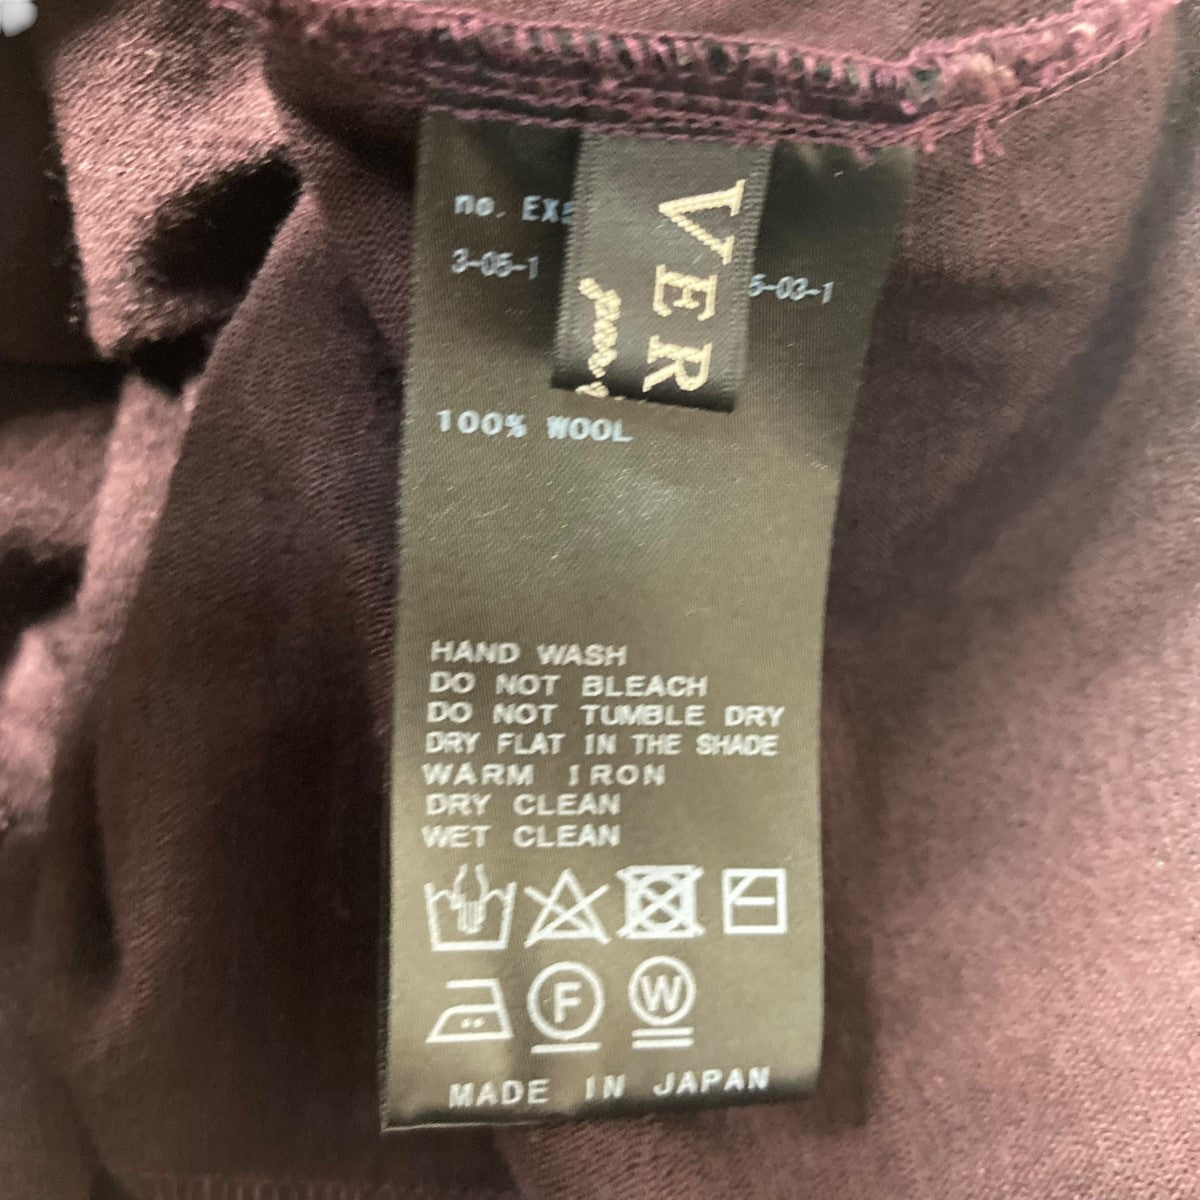 no.
3-05-1
5-03-1
VER
100% WOOL
HAND WASH
DO NOT BLEACH
DO NOT TUMBLE DRY
DRY FLAT IN THE SHADE
WARM IRON
DRY CLEAN
WET CLEAN
F
W
MADE IN JAPAN